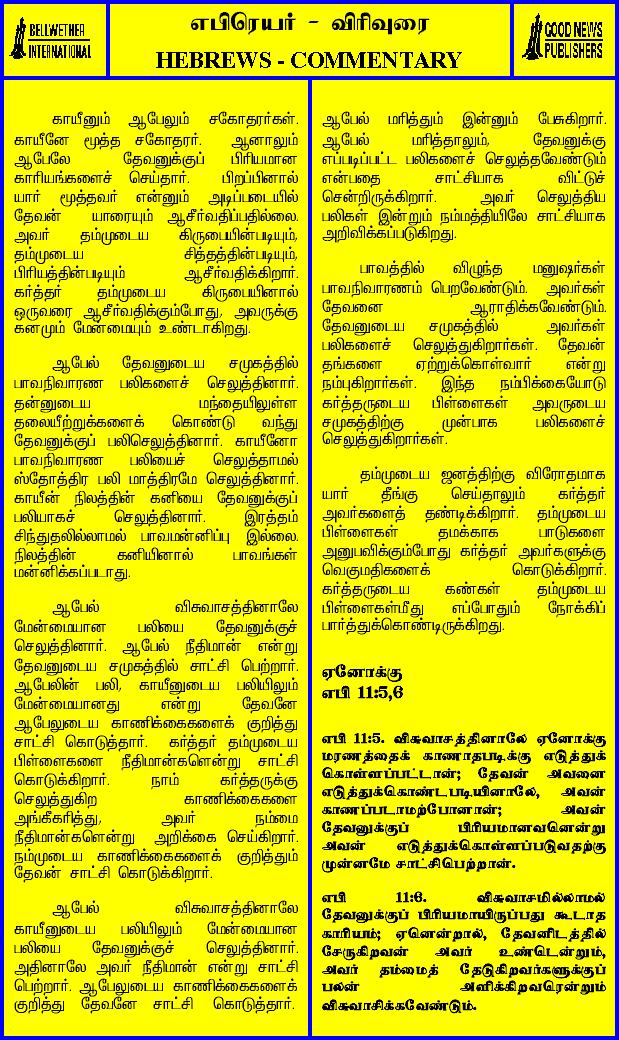 BELLWETHER
INTERNATIONAL
எபிரெயர் - விரிவுரை
HEBREWS - COMMENTARY
GOOD NEWS
PUBLISHERS
காயீனும் ஆபேலும் சகோதரர்கள்.
காயீனே மூத்த சகோதரர். ஆனாலும்
ஆபேலே தேவனுக்குப் பிரியமான
காரியங்களைச் செய்தார். பிறப்பினால்
யார் மூத்தவர் என்னும் அடிப்படையில்
தேவன் யாரையும் ஆசீர்வதிப்பதில்லை.
அவர் தம்முடைய கிருபையின்படியும்,
தம்முடைய சித்தத்தின்படியும்,
பிரியத்தின்படியும் ஆசீர்வதிக்கிறார்.
கர்த்தர் தம்முடைய கிருபையினால்
ஒருவரை ஆசீர்வதிக்கும்போது, அவருக்கு
கனமும் மேன்மையும் உண்டாகிறது.
ஆபேல் தேவனுடைய சமுகத்தில்
பாவநிவாரண பலிகளைச் செலுத்தினார்.
தன்னுடைய மந்தையிலுள்ள
தலையீற்றுக்களைக் கொண்டு வந்து
தேவனுக்குப் பலிசெலுத்தினார். காயீனோ
பாவநிவாரண பலியைச் செலுத்தாமல்
ஸ்தோத்திர பலி மாத்திரமே செலுத்தினார்.
காயீன் நிலத்தின் கனியை தேவனுக்குப்
பலியாகச் செலுத்தினார். இரத்தம்
சிந்துதலில்லாமல் பாவமன்னிப்பு இல்லை.
நிலத்தின் கனியினால் பாவங்கள்
மன்னிக்கப்படாது.
ஆபேல் விசுவாசத்தினாலே
மேன்மையான பலியை தேவனுக்குச்
செலுத்தினார். ஆபேல் நீதிமான் என்று
தேவனுடைய சமுகத்தில் சாட்சி பெற்றார்.
ஆபேலின் பலி, காயீனுடைய பலியிலும்
மேன்மையானது என்று தேவனே
ஆபேலுடைய காணிக்கைகளைக் குறித்து
சாட்சி கொடுத்தார். கர்த்தர் தம்முடைய
பிள்ளைகளை நீதிமான்களென்று சாட்சி
கொடுக்கிறார். நாம் கர்த்தருக்கு
செலுத்துகிற காணிக்கைகளை
அங்கீகரித்து, அவர் நம்மை
நீதிமான்களென்று அறிக்கை செய்கிறார்.
நம்முடைய காணிக்கைகளைக் குறித்தும்
தேவன் சாட்சி கொடுக்கிறார்.
ஆபேல் விசுவாசத்தினாலே
காயீனுடைய பலியிலும் மேன்மையான
பலியை தேவனுக்குச் செலுத்தினார்.
அதினாலே அவர் நீதிமான் என்று சாட்சி
பெற்றார். ஆபேலுடைய காணிக்கைகளைக்
குறித்து தேவனே சாட்சி கொடுத்தார்.
ஆபேல் மரித்தும் இன்னும் பேசுகிறார்.
ஆபேல் மரித்தாலும், தேவனுக்கு
எப்படிப்பட்ட பலிகளைச் செலுத்தவேண்டும்
என்பதை சாட்சியாக விட்டுச்
சென்றிருக்கிறார். அவர் செலுத்திய
பலிகள் இன்றும் நம்மத்தியிலே சாட்சியாக
அறிவிக்கப்படுகிறது.
பாவத்தில் விழுந்த மனுஷர்கள்
பாவநிவாரணம் பெறவேண்டும். அவர்கள்
தேவனை ஆராதிக்கவேண்டும்.
தேவனுடைய சமுகத்தில் அவர்கள்
பலிகளைச் செலுத்துகிறார்கள். தேவன்
தங்களை ஏற்றுக்கொள்வார் என்று
நம்புகிறார்கள். இந்த நம்பிக்கையோடு
கர்த்தருடைய பிள்ளைகள் அவருடைய
சமுகத்திற்கு முன்பாக பலிகளைச்
செலுத்துகிறார்கள்.
தம்முடைய ஜனத்திற்கு விரோதமாக
யார் தீங்கு செய்தாலும் கர்த்தர்
அவர்களைத் தண்டிக்கிறார். தம்முடைய
பிள்ளைகள் தமக்காக பாடுகளை
அனுபவிக்கும்போது கர்த்தர் அவர்களுக்கு
வெகுமதிகளைக் கொடுக்கிறார்.
கர்த்தருடைய கண்கள் தம்முடைய
பிள்ளைகள்மீது எப்போதும் நோக்கிப்
பார்த்துக்கொண்டிருக்கிறது.
ஏனோக்கு
எபி 11:5,6
எபி 11:5. விசுவாசத்தினாலே ஏனோக்கு
மரணத்தைக் காணாதபடிக்கு எடுத்துக்
கொள்ளப்பட்டான்; தேவன் அவனை
எடுத்துக்கொண்டபடியினாலே, அவன்
காணப்படாமற்போனான்; அவன்
தேவனுக்குப் பிரியமானவனென்று
அவன் எடுத்துக்கொள்ளப்படுவதற்கு
முன்னமே சாட்சிபெற்றான்.
எபி 11:6. விசுவாசமில்லாமல்
தேவனுக்குப் பிரியமாயிருப்பது கூடாத
காரியம்; ஏனென்றால், தேவனிடத்தில்
சேருகிறவன் அவர் உண்டென்றும்,
அவர் தம்மைத் தேடுகிறவர்களுக்குப்
பலன் அளிக்கிறவரென்றும்
விசுவாசிக்கவேண்டும்.